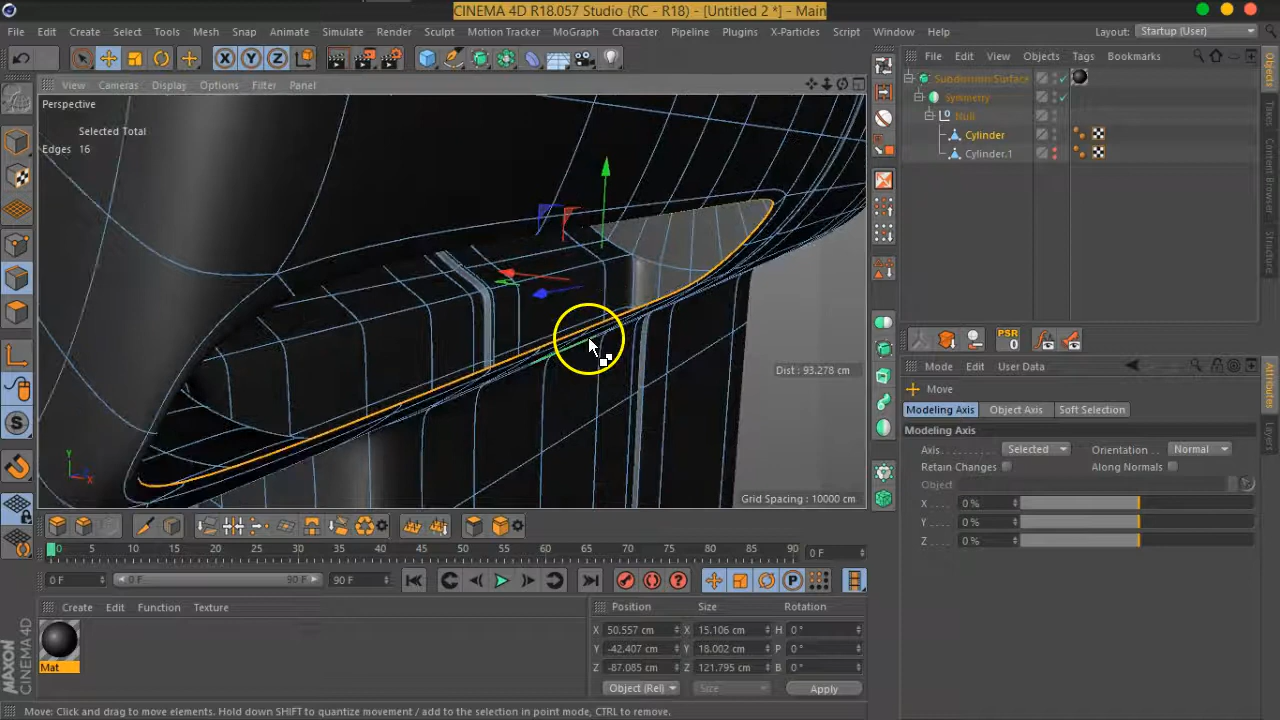 CINEMA 4D R18.057 Studio (RC - R18) - [Untitled 2 *] - Main
File Edit Create Select Tools Mesh Snap Animate Simulate Render Sculpt Motion Tracker MoGraph Character Pipeline Plugins X-Particles Script Window Help Layout: Startup (User)
X Y Z
File Edit View Objects Tags Bookmarks
View Cameras Display Options Filter Panel
Perspective
Subdivision Surface
Symmetry
Null
Cylinder
Cylinder.1
Selected Total
Edges 16
Dist : 93.278 cm
Grid Spacing : 10000 cm
Y
X
PSR
0
Mode Edit User Data
Move
Modeling Axis Object Axis Soft Selection
Modeling Axis
Axis Selected Orientation Normal
Retain Changes Along Normals
Object
X 0 %
Y 0 %
Z 0 %
Objects
Takes
Content Browser
Structure
Attributes
Layers
0 5 10 15 20 25 30 35 40 45 50 55 60 65 70 75 80 85 90 0 F
0 F 0 F 90 F 90 F
P
Create Edit Function Texture
Mat
MAXON
CINEMA 4D
Position Size Rotation
X 50.557 cm X 15.106 cm H 0 °
Y -42.407 cm Y 18.002 cm P 0 °
Z -87.085 cm Z 121.795 cm B 0 °
Object (Rel) Size Apply
Move: Click and drag to move elements. Hold down SHIFT to quantize movement / add to the selection in point mode, CTRL to remove.